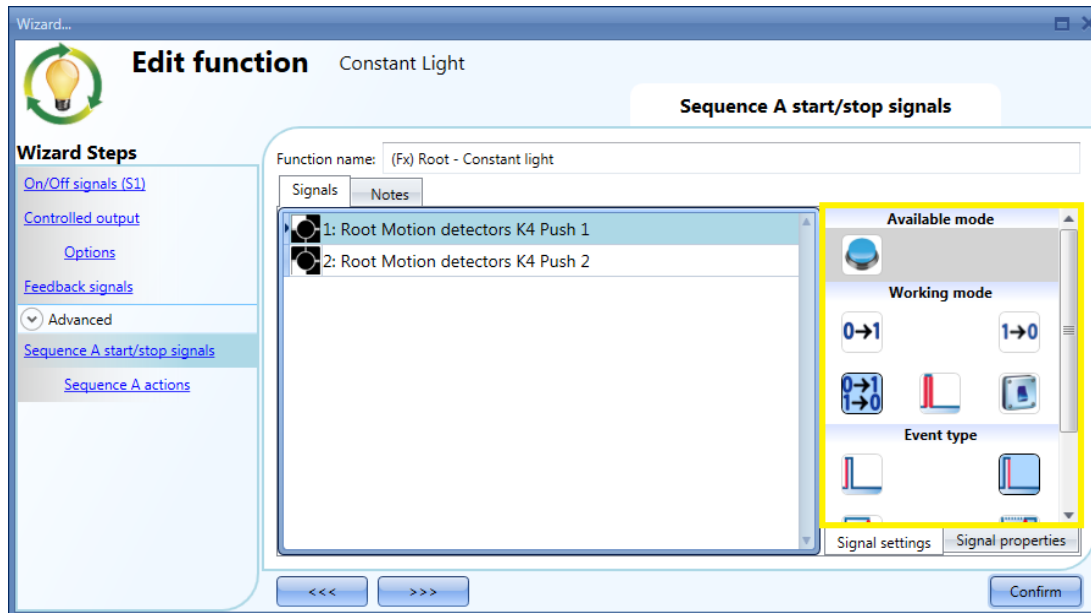 Wizard...
Edit function Constant Light
Sequence A start/stop signals
Wizard Steps
On/Off signals (S1)
Controlled output
Options
Feedback signals
Advanced
Sequence A start/stop signals
Sequence A actions
Function name: (Fx) Root - Constant light
Signals Notes
1: Root Motion detectors K4 Push 1
2: Root Motion detectors K4 Push 2
Available mode
Working mode
0→1 1→0
0→1
1→0
Event type
Signal settings Signal properties
<<< >>> Confirm